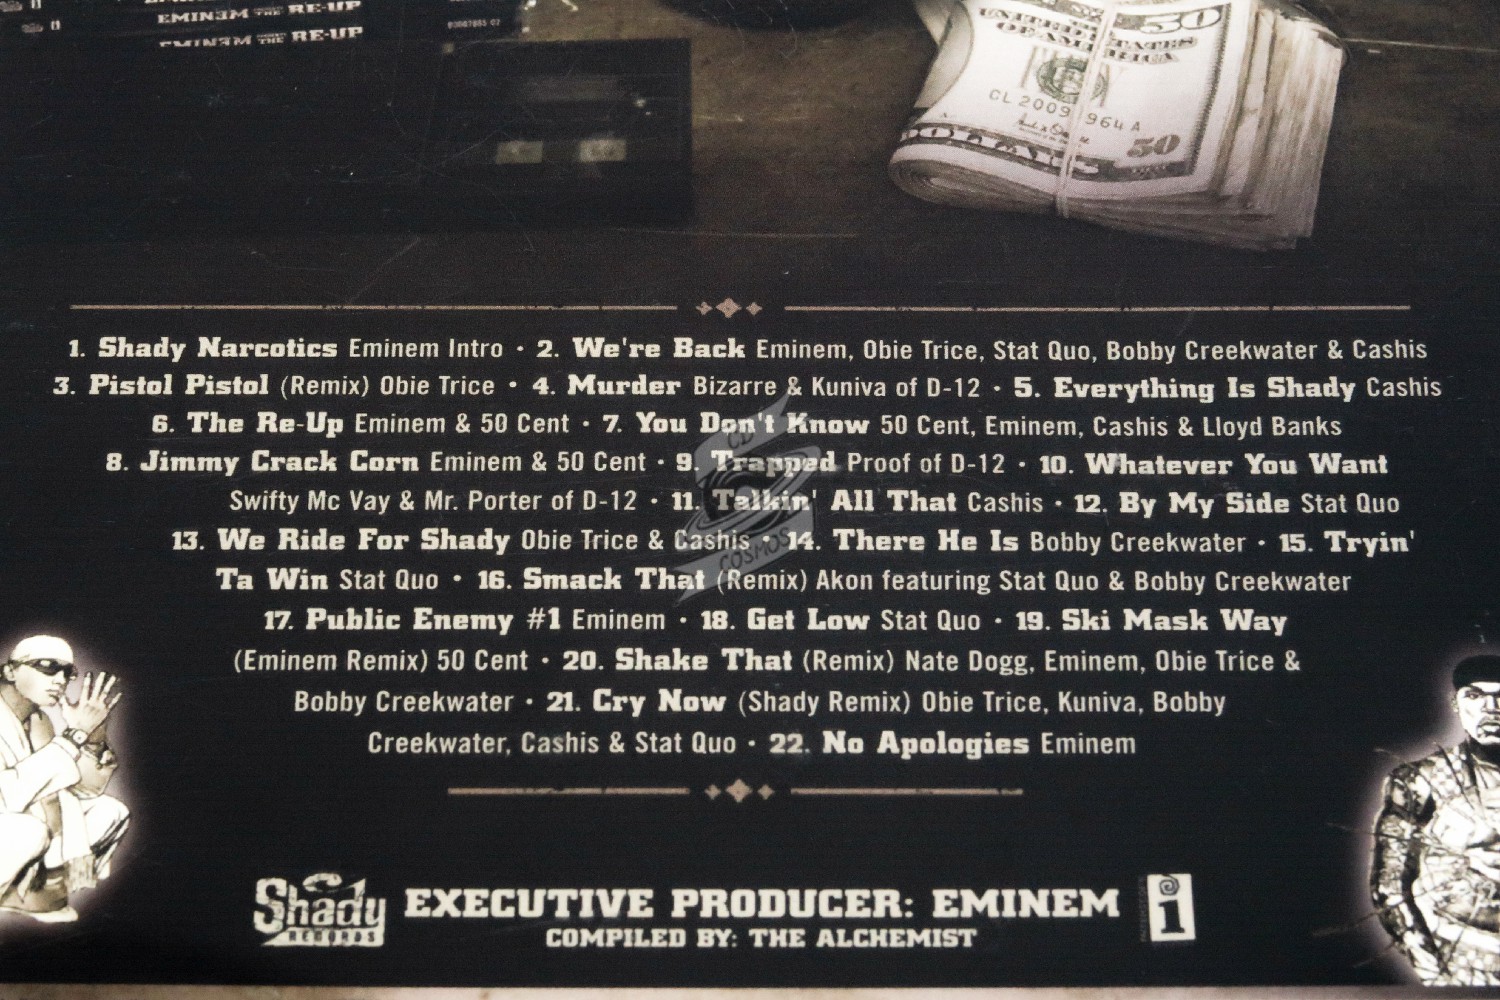 EMINEM THE RE-UP
EMINEM THE RE-UP
50
UNITED STATES
OF AMERICA
50
DOLLARS
1. Shady Narcotics Eminem Intro • 2. We're Back Eminem, Obie Trice, Stat Quo, Bobby Creekwater & Cashis
3. Pistol Pistol (Remix) Obie Trice • 4. Murder Bizarre & Kuniva of D-12 • 5. Everything Is Shady Cashis
6. The Re-Up Eminem & 50 Cent • 7. You Don't Know 50 Cent, Eminem, Cashis & Lloyd Banks
8. Jimmy Crack Corn Eminem & 50 Cent • 9. Trapped Proof of D-12 • 10. Whatever You Want
Swifty Mc Vay & Mr. Porter of D-12 • 11. Talkin' All That Cashis • 12. By My Side Stat Quo
13. We Ride For Shady Obie Trice & Cashis • 14. There He Is Bobby Creekwater • 15. Tryin'
Ta Win Stat Quo • 16. Smack That (Remix) Akon featuring Stat Quo & Bobby Creekwater
17. Public Enemy #1 Eminem • 18. Get Low Stat Quo • 19. Ski Mask Way
(Eminem Remix) 50 Cent • 20. Shake That (Remix) Nate Dogg, Eminem, Obie Trice &
Bobby Creekwater • 21. Cry Now (Shady Remix) Obie Trice, Kuniva, Bobby
Creekwater, Cashis & Stat Quo • 22. No Apologies Eminem
CD
COSMOS
Shady
RECORDS
EXECUTIVE PRODUCER: EMINEM
COMPILED BY: THE ALCHEMIST
i